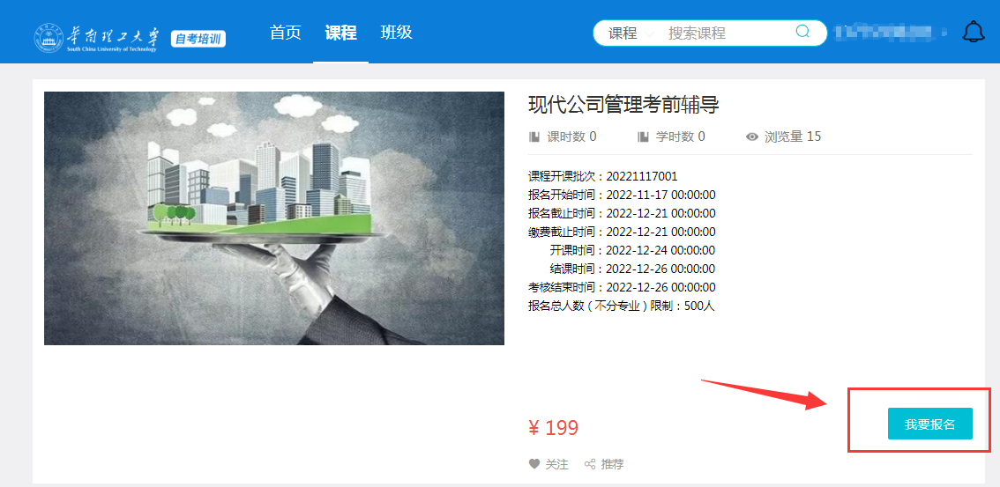 华南理工大学
South China University of Technology
自考培训
首页 课程 班级
课程 搜索课程
现代公司管理考前辅导
课时数 0 学时数 0 浏览量 15
课程开课批次：20221117001
报名开始时间：2022-11-17 00:00:00
报名截止时间：2022-12-21 00:00:00
缴费截止时间：2022-12-21 00:00:00
开课时间：2022-12-24 00:00:00
结课时间：2022-12-26 00:00:00
考核结束时间：2022-12-26 00:00:00
报名总人数（不分专业）限制：500人
¥ 199
我要报名
关注 推荐